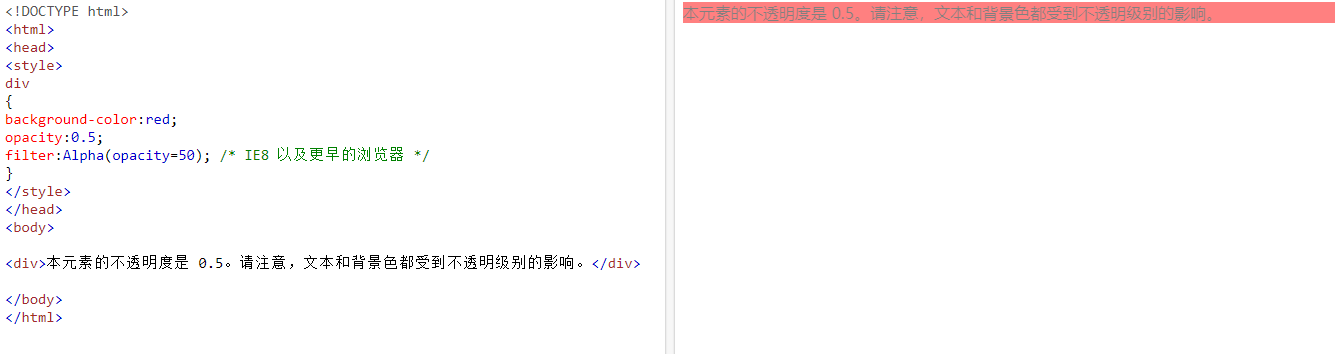 <!DOCTYPE html>
<html>
<head>
<style>
div
{
background-color:red;
opacity:0.5;
filter:Alpha(opacity=50); /* IE8 以及更早的浏览器 */
}
</style>
</head>
<body>
<div>本元素的不透明度是 0.5。请注意，文本和背景色都受到不透明级别的影响。</div>
</body>
</html>
本元素的不透明度是 0.5。请注意，文本和背景色都受到不透明级别的影响。